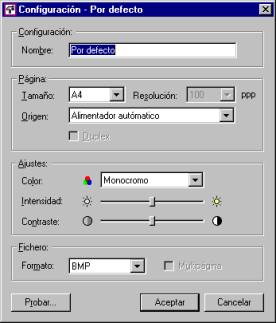 Configuración - Por defecto
Configuración:
Nombre: Por defecto
Página:
Tamaño: A4 Resolución: 100 ppp
Origen: Alimentador autómatico
Duplex
Ajustes:
Color: Monocromo
Intensidad:
Contraste:
Fichero:
Formato: BMP Multipágina
Probar... Aceptar Cancelar